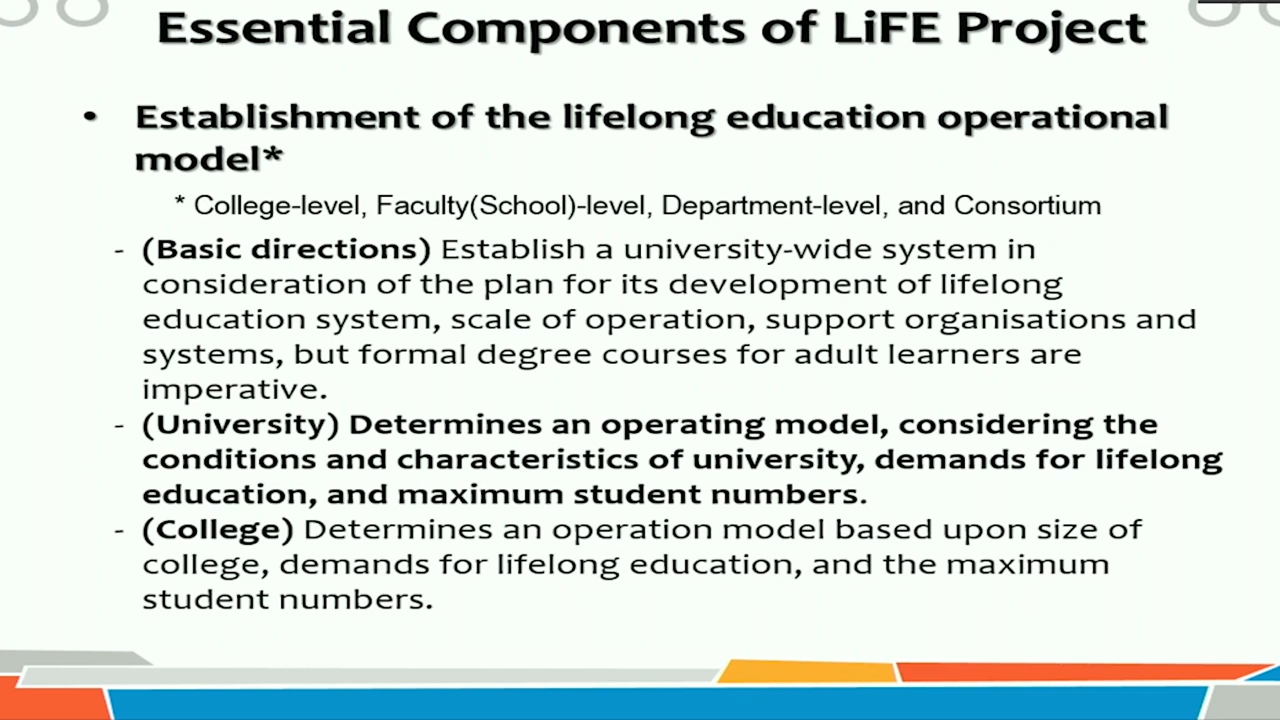 Essential Components of LiFE Project
• Establishment of the lifelong education operational
model*
* College-level, Faculty(School)-level, Department-level, and Consortium
- (Basic directions) Establish a university-wide system in
consideration of the plan for its development of lifelong
education system, scale of operation, support organisations and
systems, but formal degree courses for adult learners are
imperative.
- (University) Determines an operating model, considering the
conditions and characteristics of university, demands for lifelong
education, and maximum student numbers.
- (College) Determines an operation model based upon size of
college, demands for lifelong education, and the maximum
student numbers.